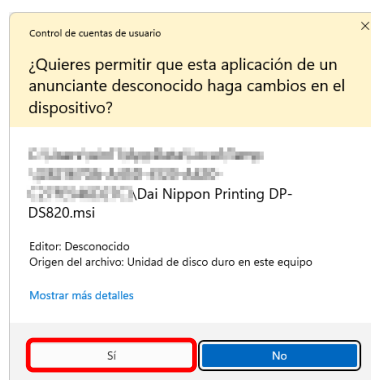 Control de cuentas de usuario
¿Quieres permitir que esta aplicación de un
anunciante desconocido haga cambios en el
dispositivo?
\Dai Nippon Printing DP-
DS820.msi
Editor: Desconocido
Origen del archivo: Unidad de disco duro en este equipo
Mostrar más detalles
Sí
No